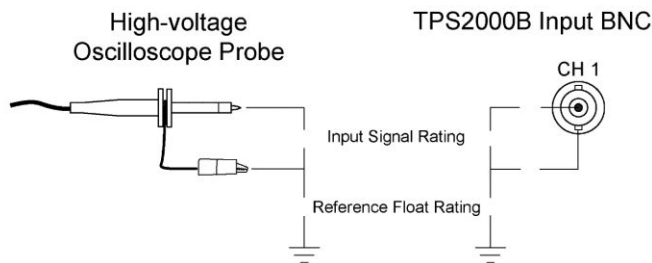 High-voltage
Oscilloscope Probe
TPS2000B Input BNC
CH 1
Input Signal Rating
Reference Float Rating